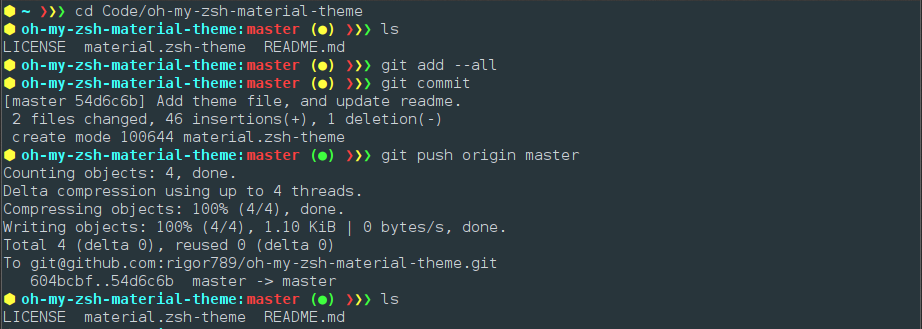 ⬢ ~ ❯❯❯ cd Code/oh-my-zsh-material-theme
⬢ oh-my-zsh-material-theme:master (●) ❯❯❯ ls
LICENSE  material.zsh-theme  README.md
⬢ oh-my-zsh-material-theme:master (●) ❯❯❯ git add --all
⬢ oh-my-zsh-material-theme:master (●) ❯❯❯ git commit
[master 54d6c6b] Add theme file, and update readme.
 2 files changed, 46 insertions(+), 1 deletion(-)
 create mode 100644 material.zsh-theme
⬢ oh-my-zsh-material-theme:master (●) ❯❯❯ git push origin master
Counting objects: 4, done.
Delta compression using up to 4 threads.
Compressing objects: 100% (4/4), done.
Writing objects: 100% (4/4), 1.10 KiB | 0 bytes/s, done.
Total 4 (delta 0), reused 0 (delta 0)
To git@github.com:rigor789/oh-my-zsh-material-theme.git
   604bcbf..54d6c6b  master -> master
⬢ oh-my-zsh-material-theme:master (●) ❯❯❯ ls
LICENSE  material.zsh-theme  README.md